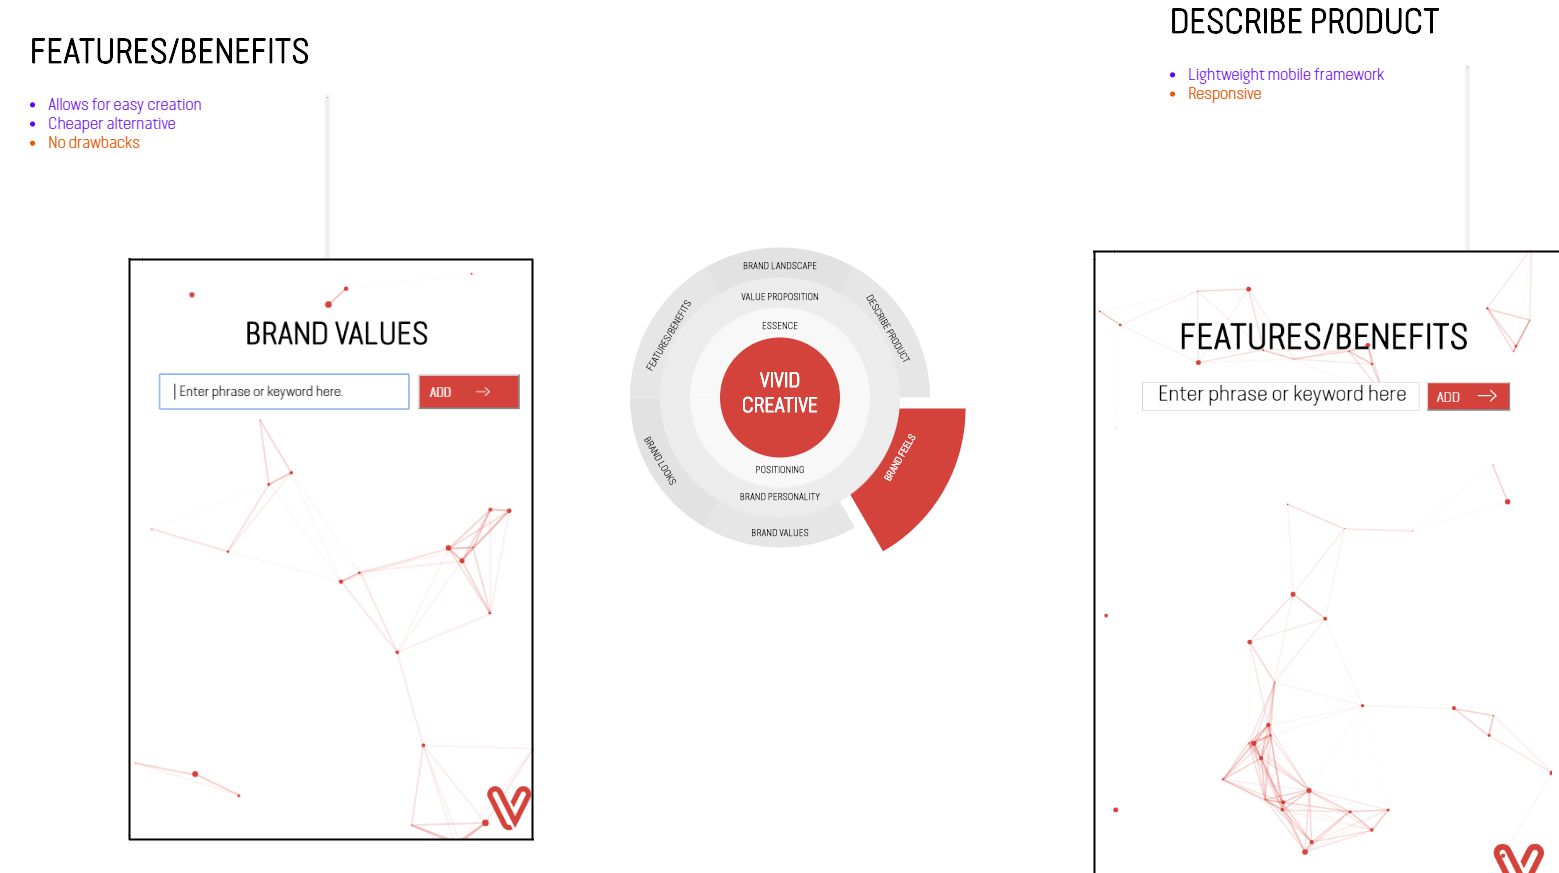 FEATURES/BENEFITS
Allows for easy creation
Cheaper alternative
No drawbacks
BRAND VALUES
Enter phrase or keyword here.
ADD
BRAND LANDSCAPE
VALUE PROPOSITION
ESSENCE
FEATURES/BENEFITS
DESCRIBE PRODUCT
VIVID
CREATIVE
BRAND LOOKS
BRAND FEELS
POSITIONING
BRAND PERSONALITY
BRAND VALUES
DESCRIBE PRODUCT
Lightweight mobile framework
Responsive
FEATURES/BENEFITS
Enter phrase or keyword here
ADD